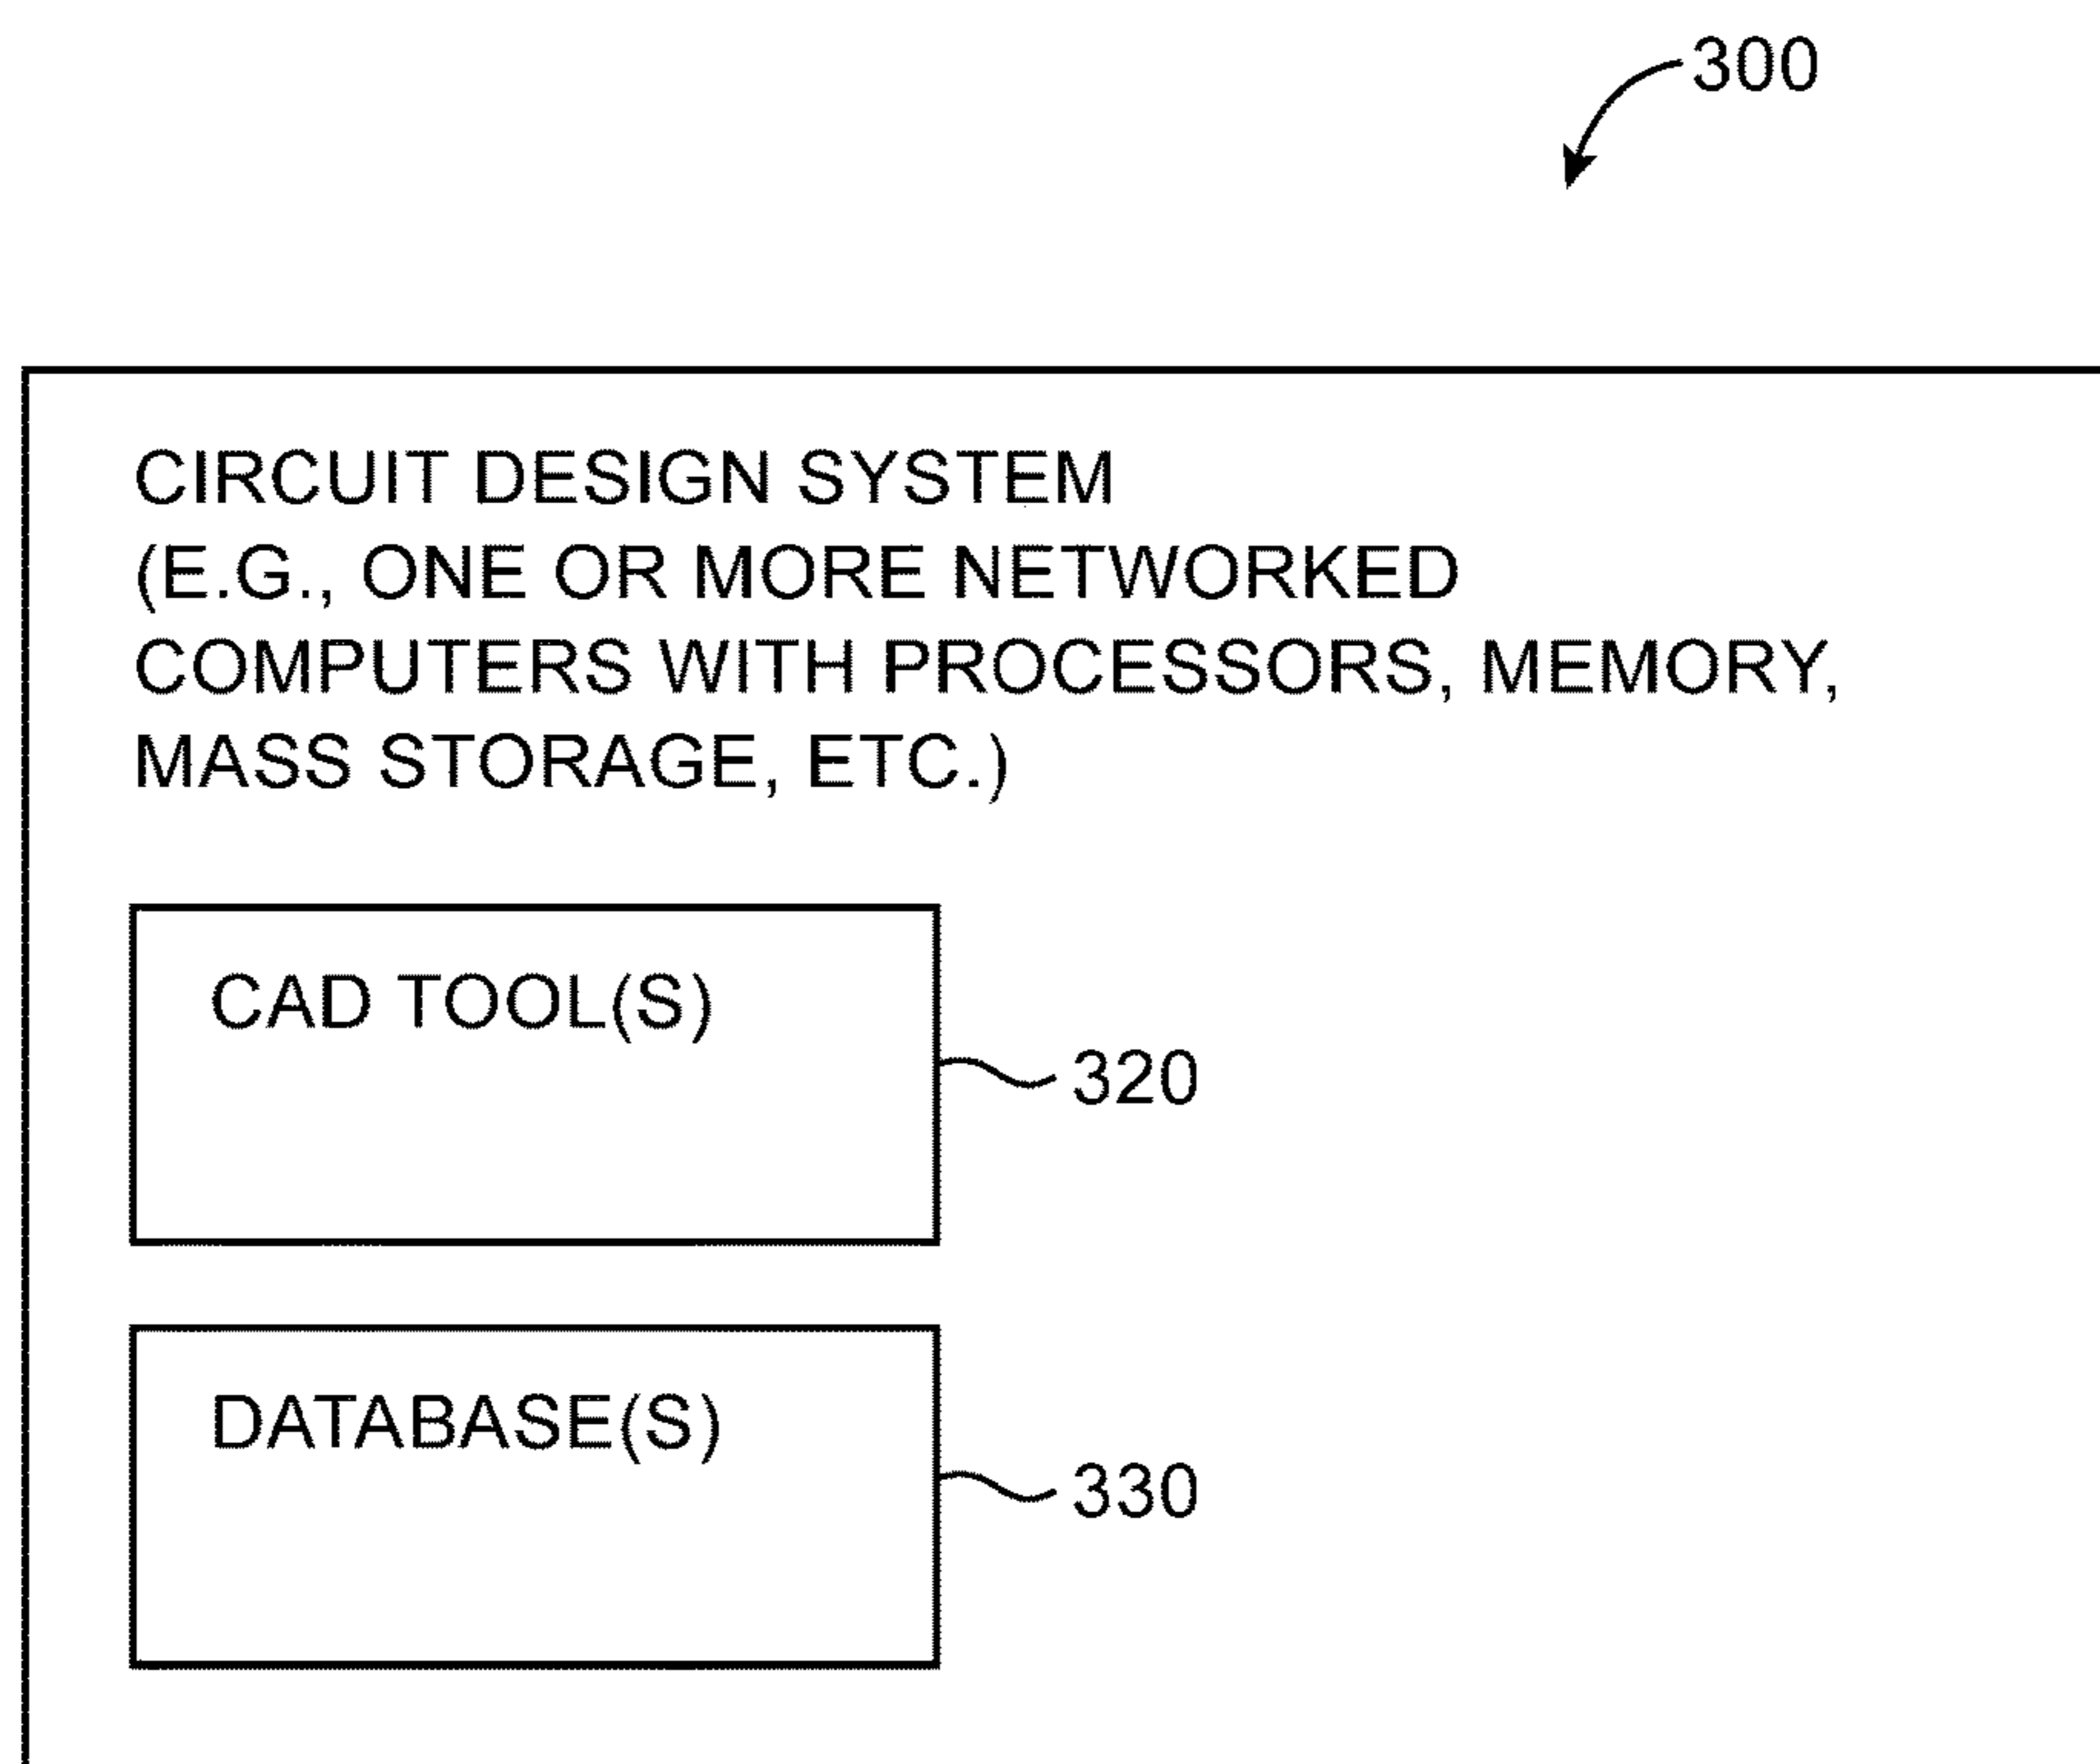 300
CIRCUIT DESIGN SYSTEM
(E.G., ONE OR MORE NETWORKED
COMPUTERS WITH PROCESSORS, MEMORY,
MASS STORAGE, ETC.)
CAD TOOL(S)
320
DATABASE(S)
330